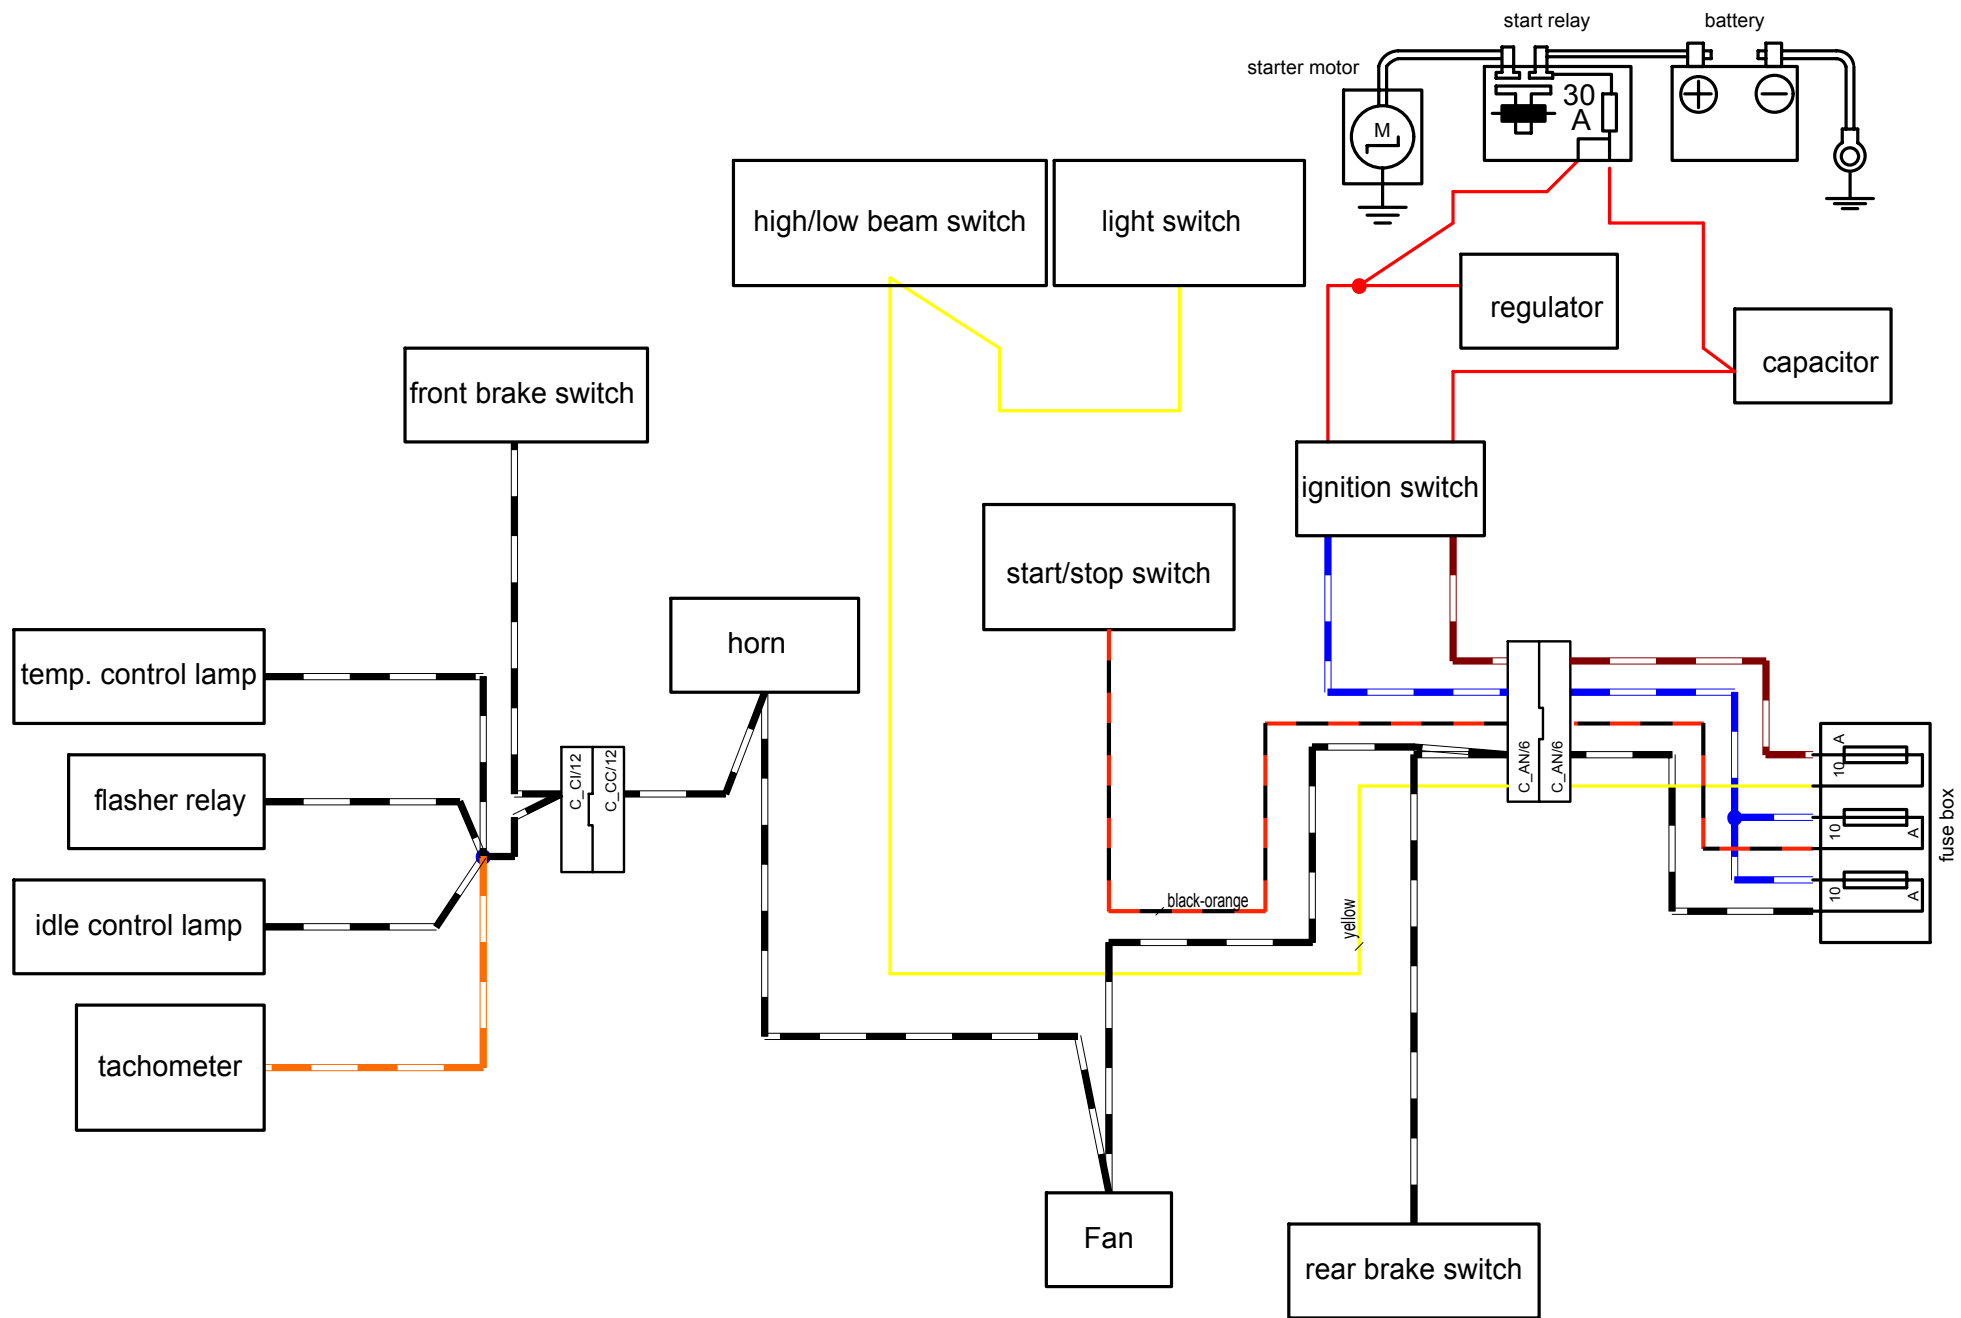 start relay
battery
starter motor
30
A
M
high/low beam switch
light switch
regulator
capacitor
front brake switch
ignition switch
start/stop switch
horn
temp. control lamp
C_CI/12
C_CC/12
flasher relay
C_AN/6
C_AN/6
10 A
10 A
10 A
fuse box
black-orange
yellow
idle control lamp
tachometer
Fan
rear brake switch